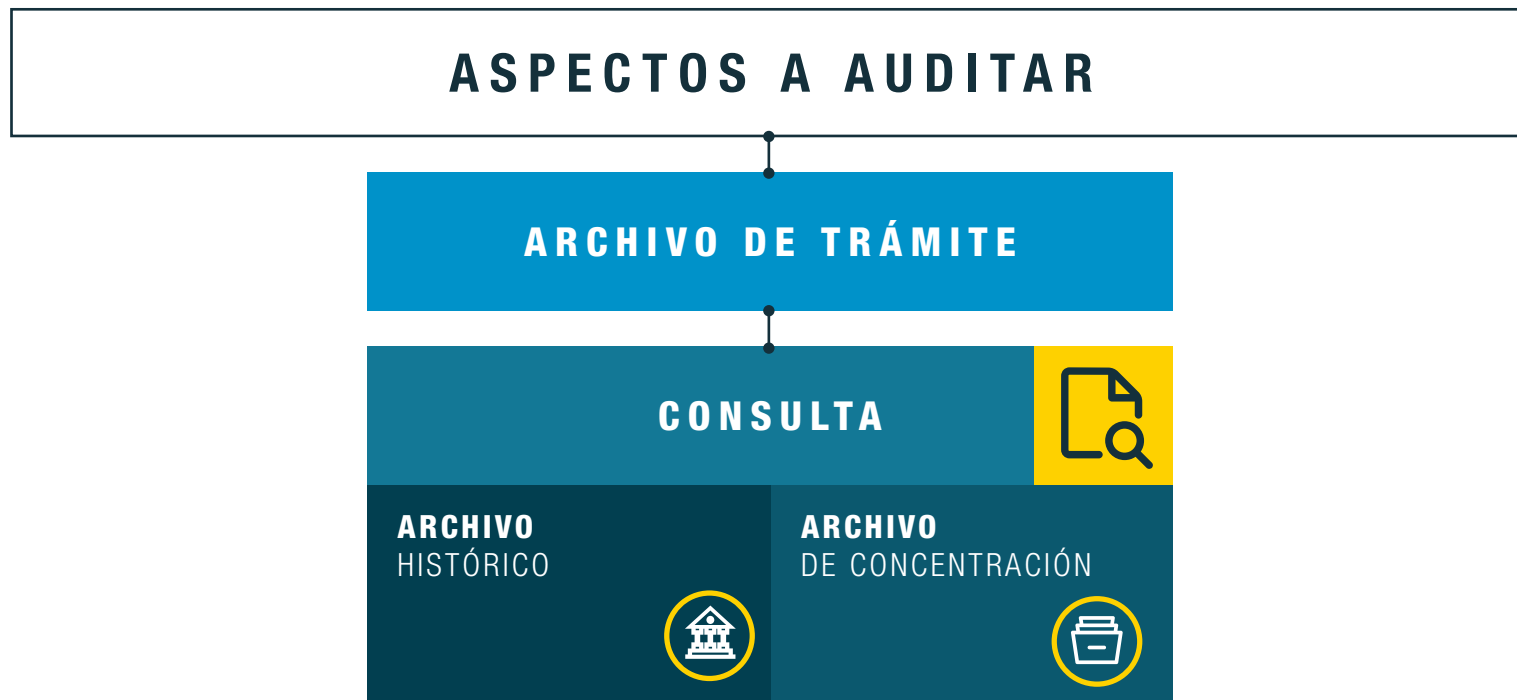 ASPECTOS A AUDITAR
ARCHIVO DE TRÁMITE
CONSULTA
ARCHIVO
HISTÓRICO
ARCHIVO
DE CONCENTRACIÓN